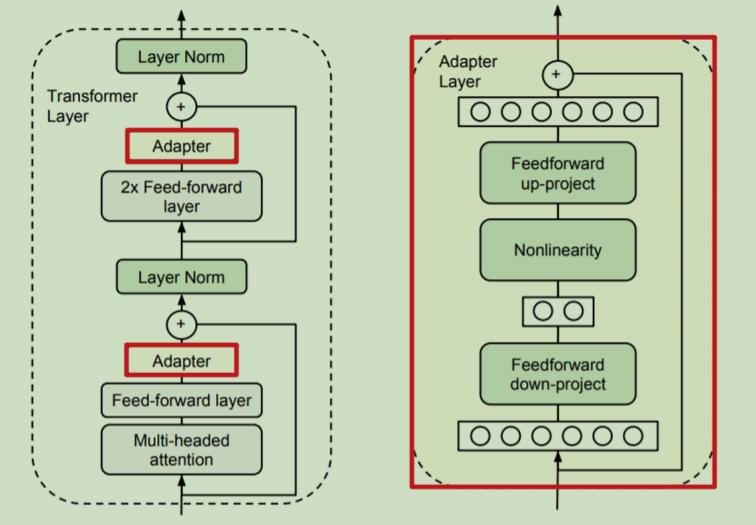 Layer Norm
Transformer
Layer
+
Adapter
2x Feed-forward
layer
Layer Norm
+
Adapter
Feed-forward layer
Multi-headed
attention
Adapter
Layer
+
Feedforward
up-project
Nonlinearity
Feedforward
down-project